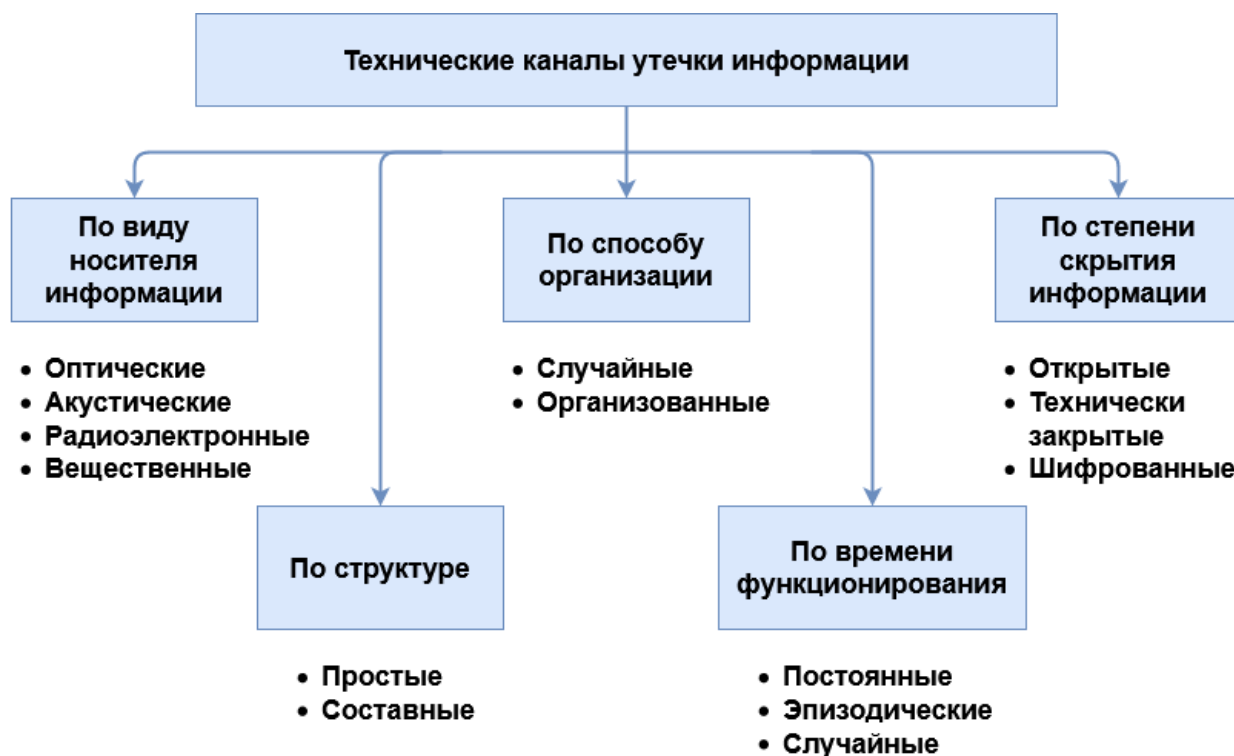 Технические каналы утечки информации
По виду
носителя
информации
По способу
организации
По степени
скрытия
информации
• Оптические
• Акустические
• Радиоэлектронные
• Вещественные
• Случайные
• Организованные
• Открытые
• Технически
закрытые
• Шифрованные
По структуре
По времени
функционирования
• Простые
• Составные
• Постоянные
• Эпизодические
• Случайные